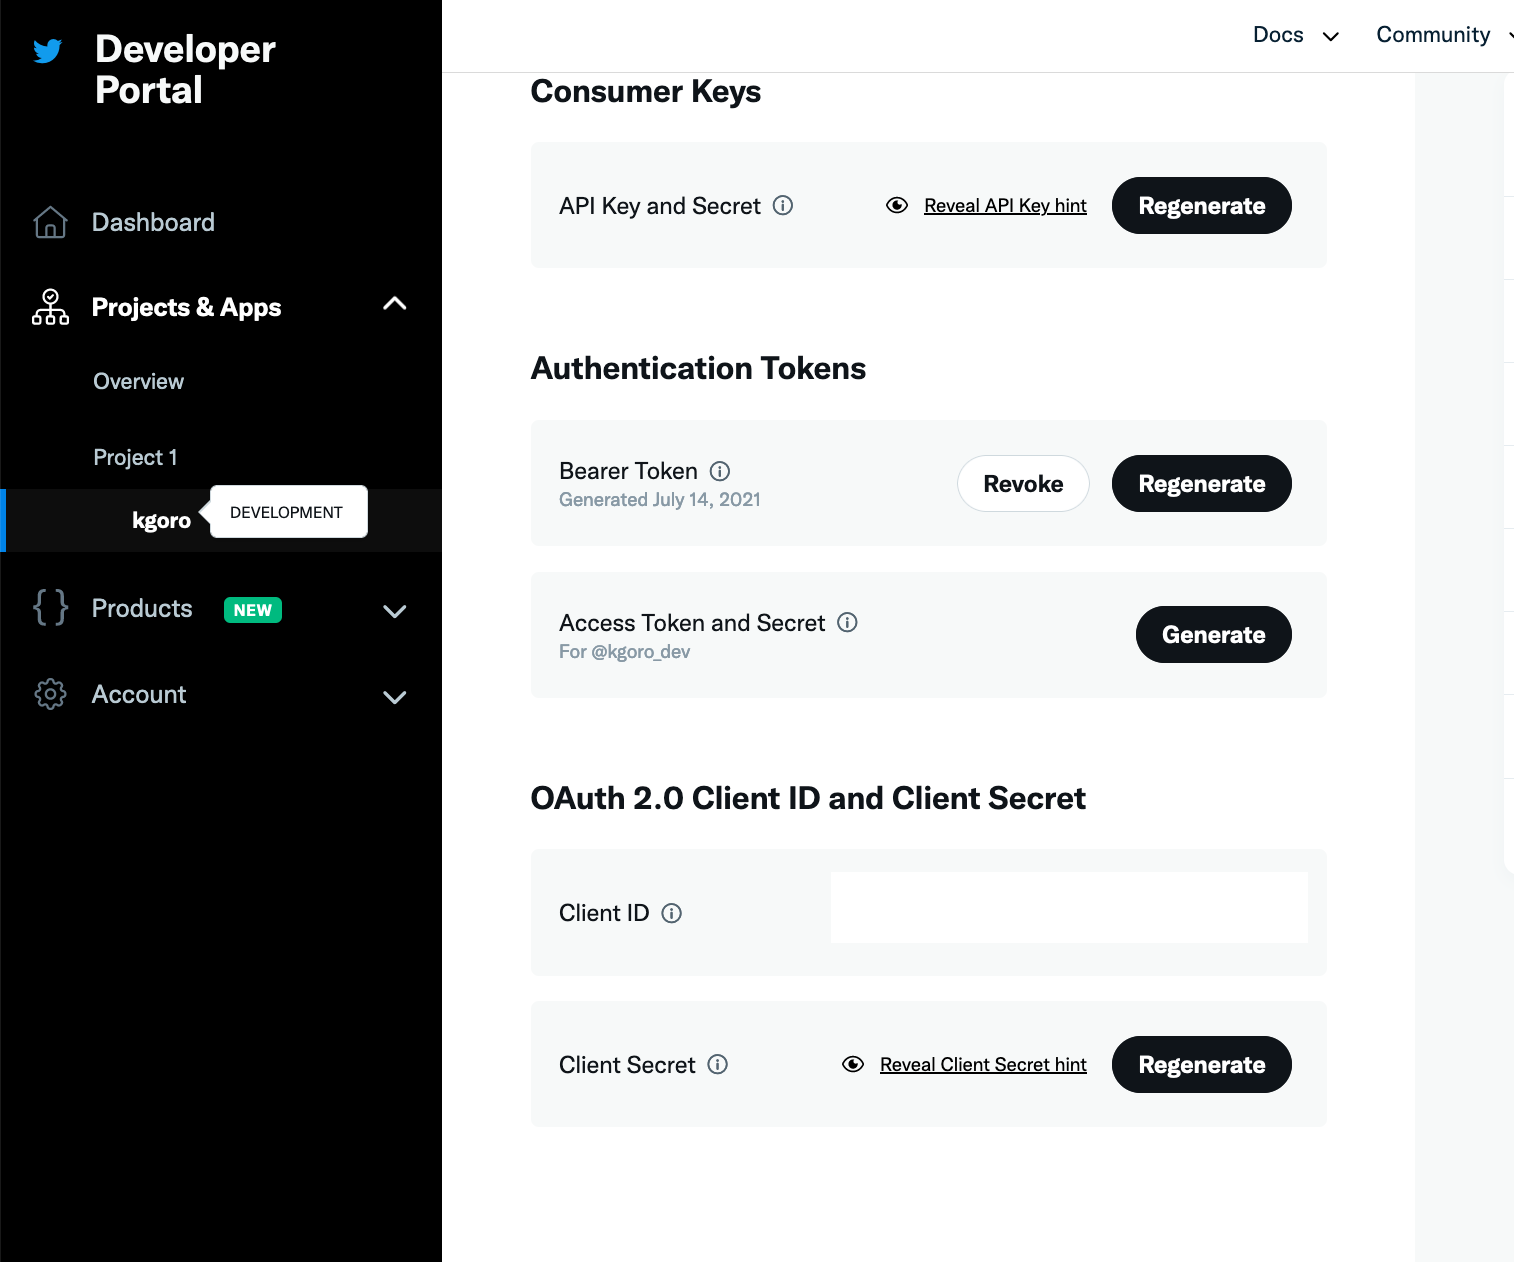 Developer
Portal
Docs
Community
Dashboard
Projects & Apps
Overview
Project 1
kgoro
DEVELOPMENT
Products
NEW
Account
Consumer Keys
API Key and Secret
Reveal API Key hint
Regenerate
Authentication Tokens
Bearer Token
Generated July 14, 2021
Revoke
Regenerate
Access Token and Secret
For @kgoro_dev
Generate
OAuth 2.0 Client ID and Client Secret
Client ID
Client Secret
Reveal Client Secret hint
Regenerate